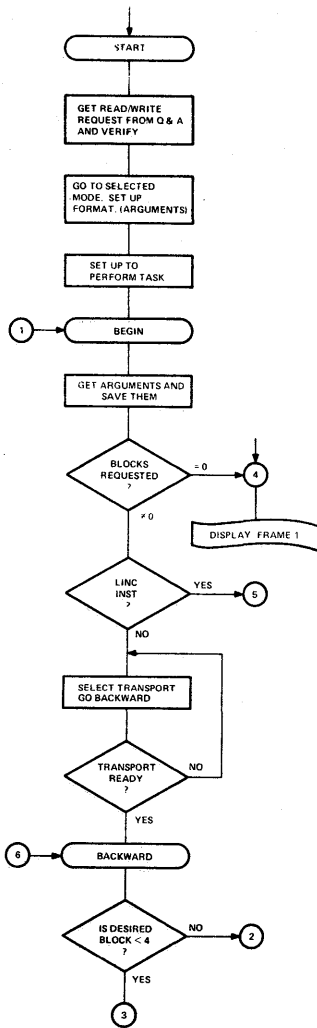 START
GET READ/WRITE
REQUEST FROM Q & A
AND VERIFY
GO TO SELECTED
MODE. SET UP
FORMAT. (ARGUMENTS)
SET UP TO
PERFORM TASK
1
BEGIN
GET ARGUMENTS AND
SAVE THEM
BLOCKS
REQUESTED
?
= 0
4
≠ 0
DISPLAY FRAME 1
LINC
INST
?
YES
5
NO
SELECT TRANSPORT
GO BACKWARD
TRANSPORT
READY
?
NO
YES
6
BACKWARD
IS DESIRED
BLOCK < 4
?
NO
2
YES
3